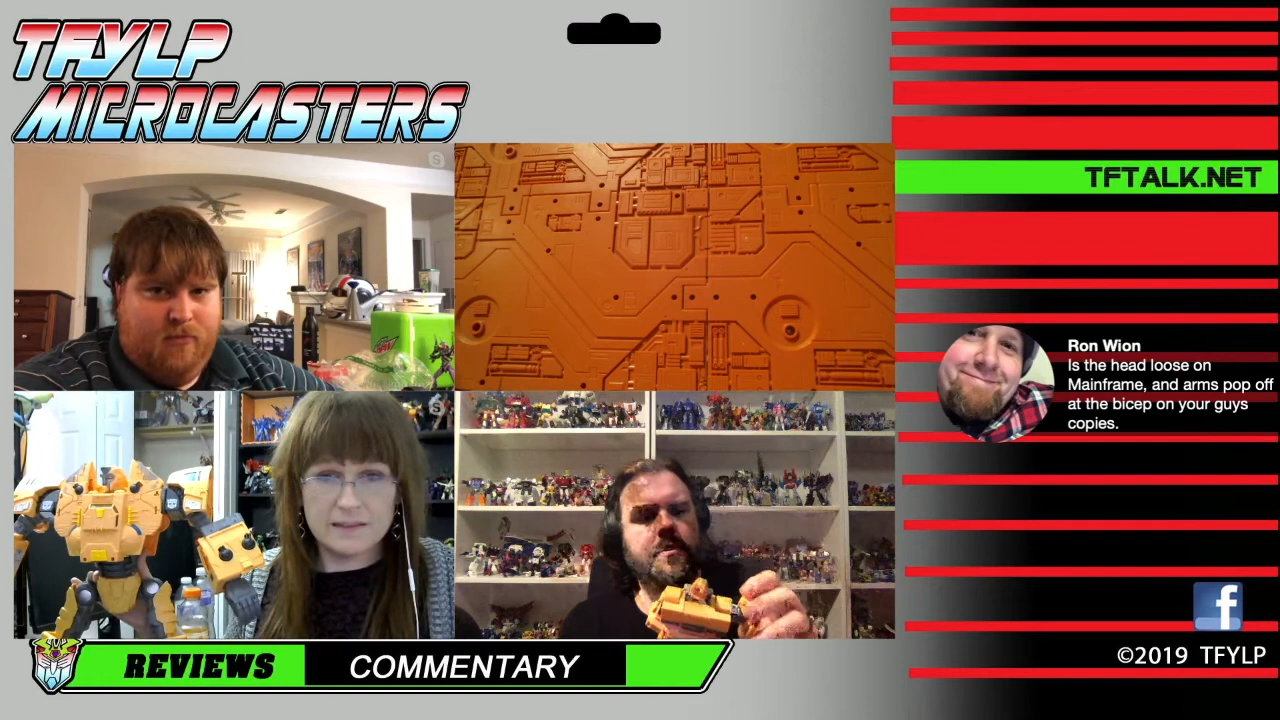 TFYLP
MICROCASTERS
TFTALK.NET
Ron Wion
Is the head loose on
Mainframe, and arms pop off
at the bicep on your guys
copies.
REVIEWS
COMMENTARY
f
©2019 TFYLP